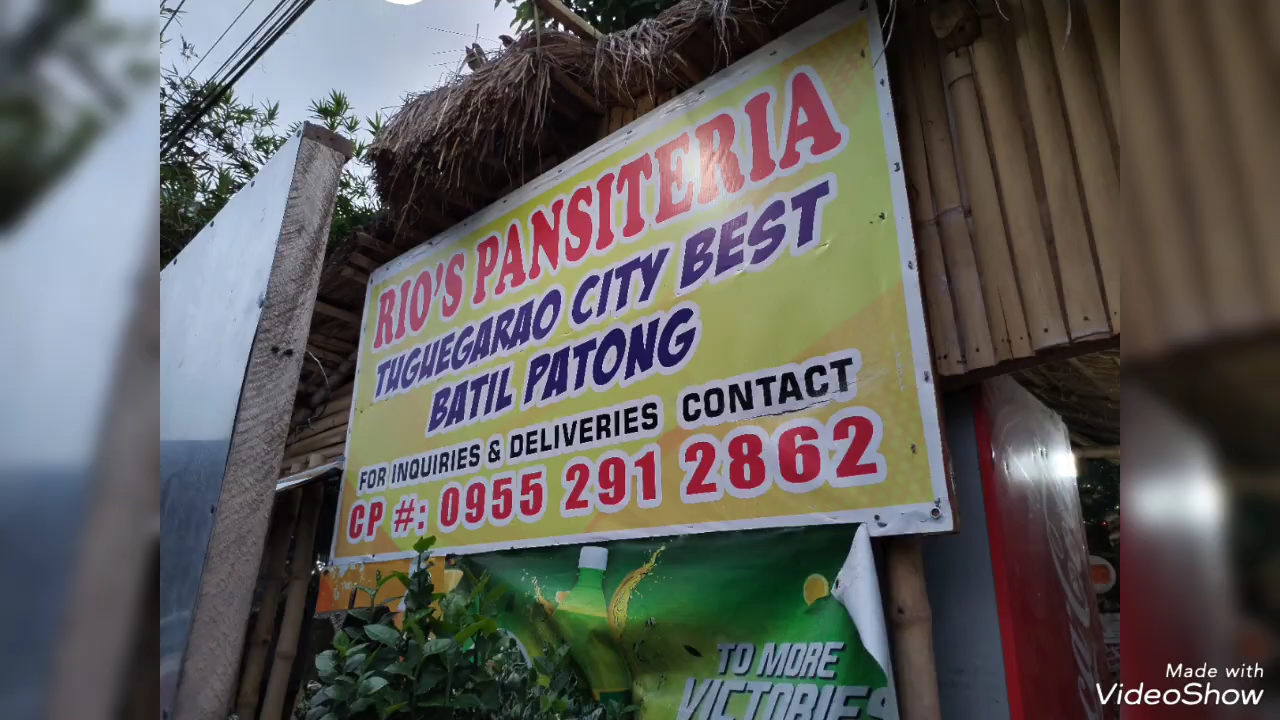 RIO'S PANSITERIA
TUGUEGARAO CITY BEST
BATIL PATONG
FOR INQUIRIES & DELIVERIES CONTACT
CP #: 0955 291 2862
TO MORE
VICTORIES
Made with
VideoShow